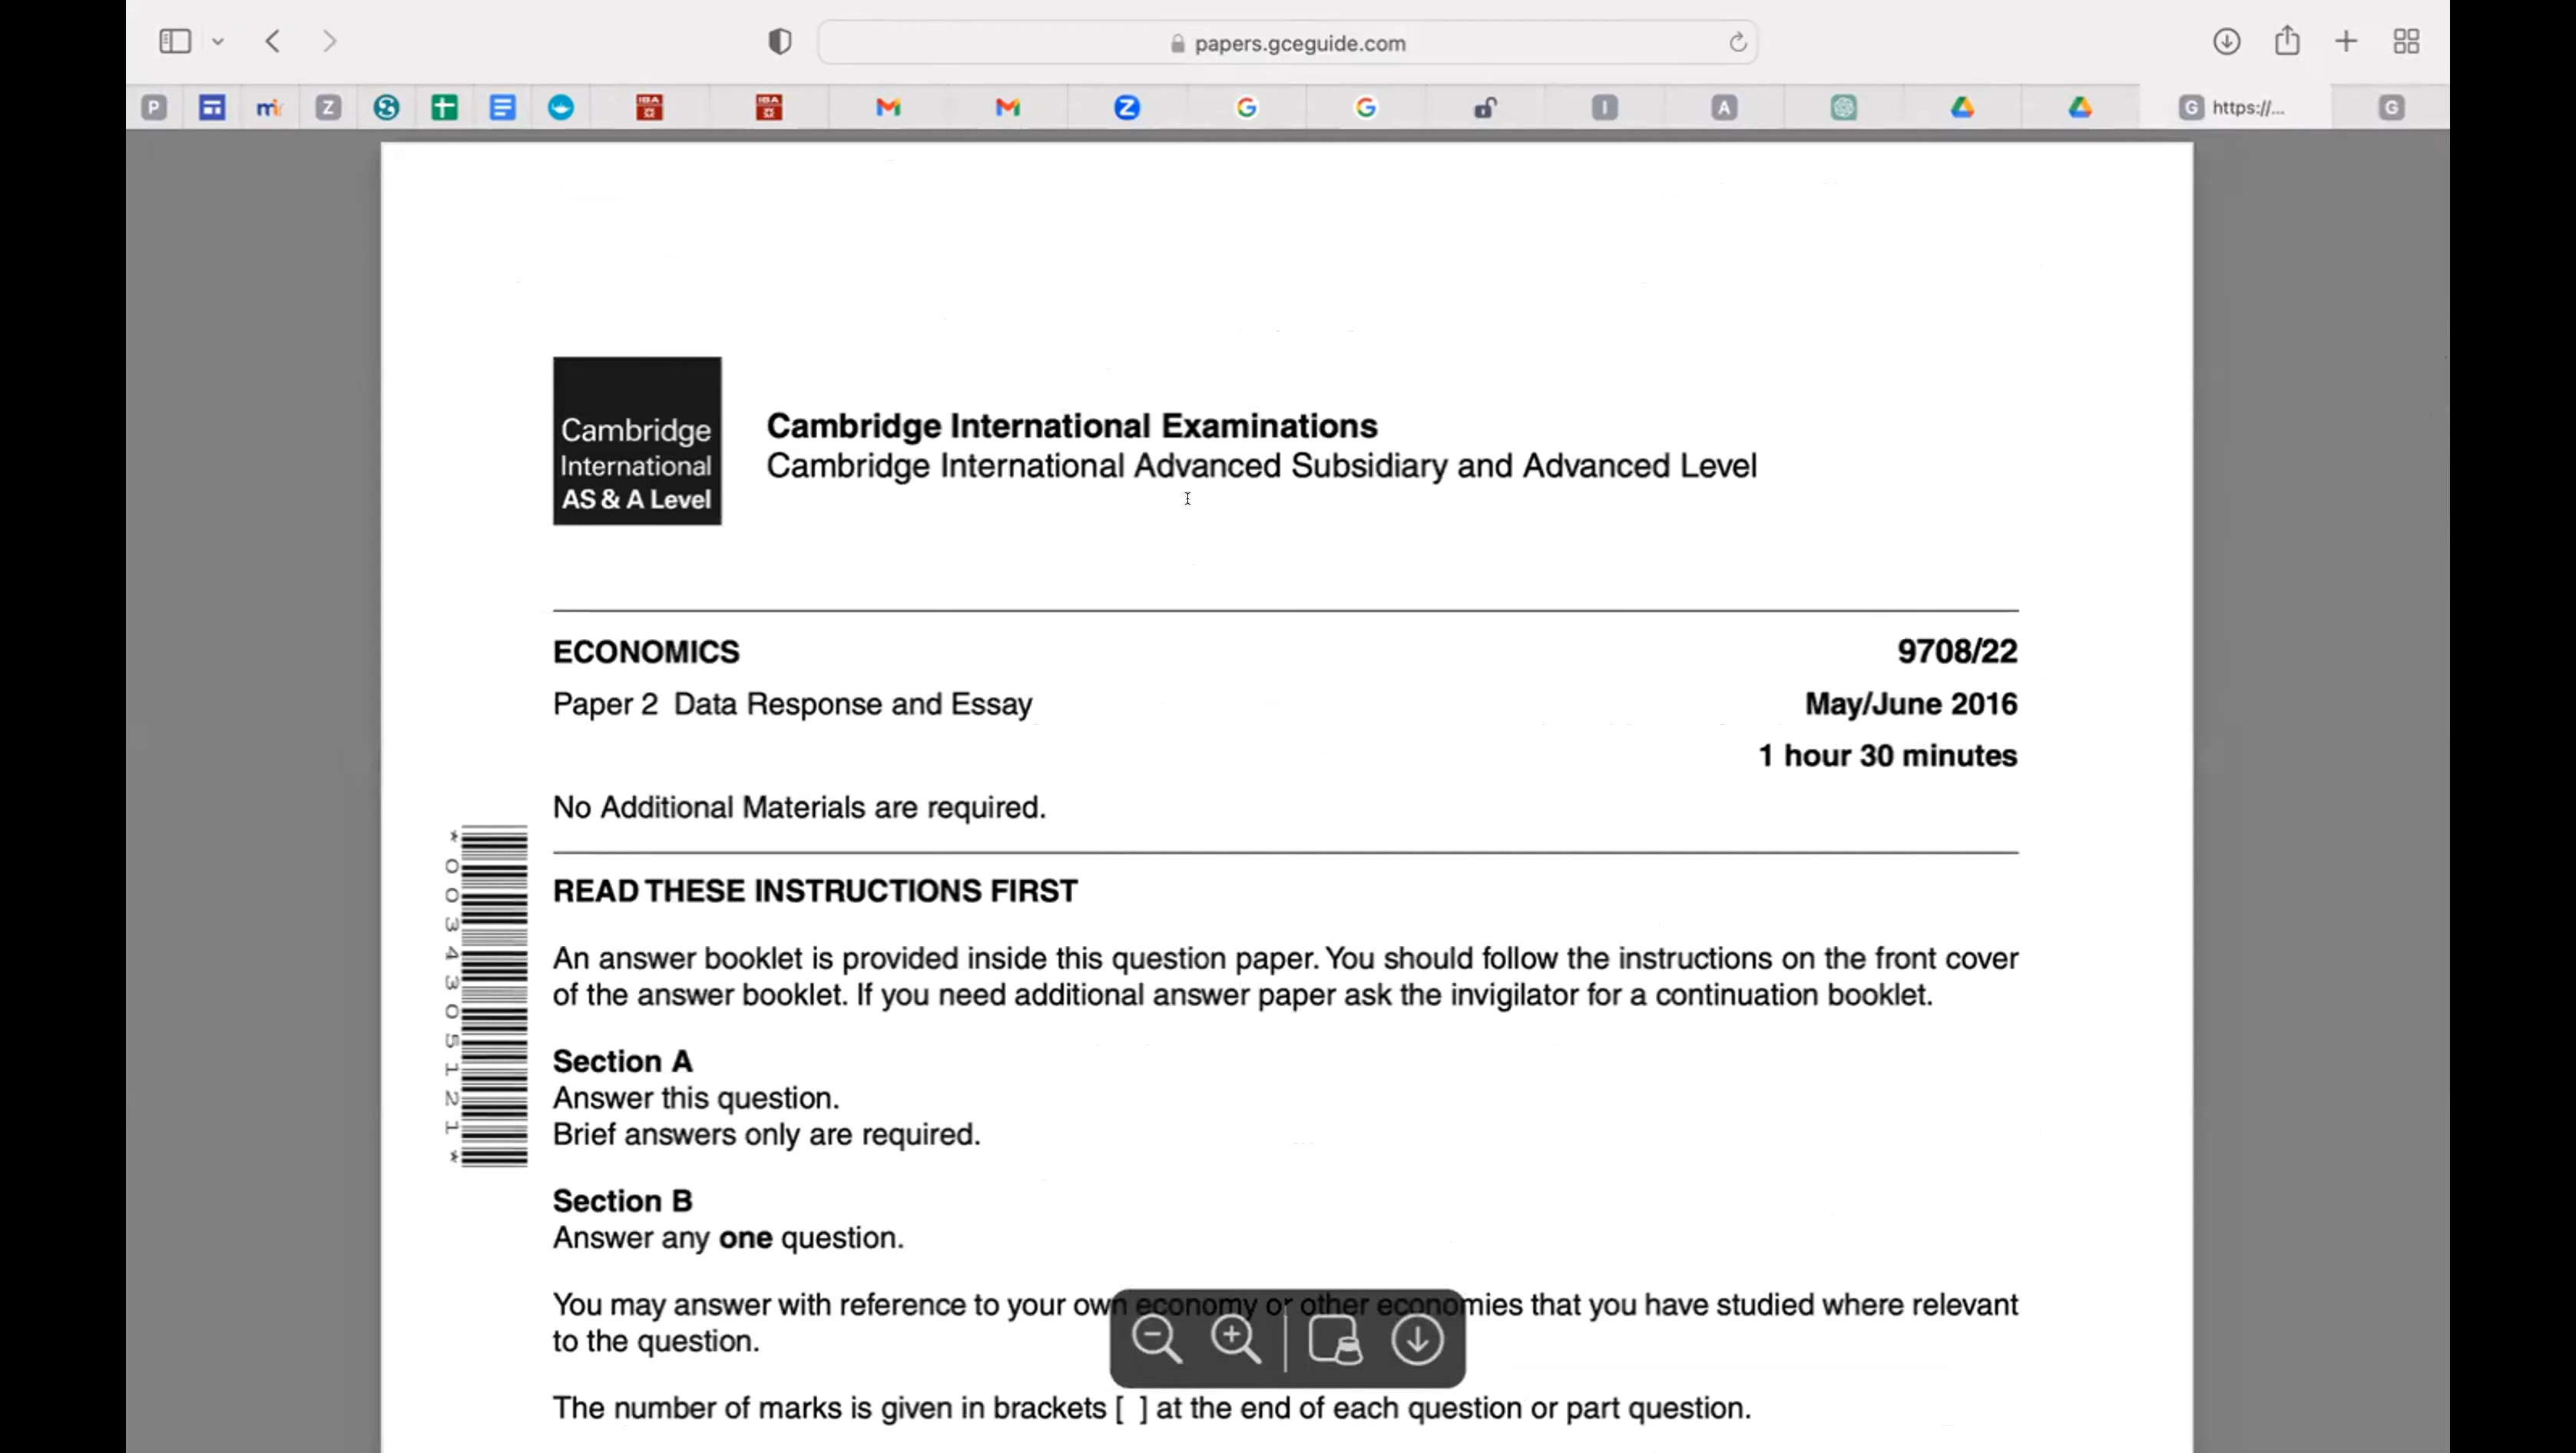 papers.gceguide.com
P
Z
IBA
IBA
Z
G
G
I
A
G https://...
G
Cambridge
International
AS & A Level
Cambridge International Examinations
Cambridge International Advanced Subsidiary and Advanced Level
ECONOMICS
9708/22
Paper 2 Data Response and Essay
May/June 2016
1 hour 30 minutes
No Additional Materials are required.
*0034305121*
READ THESE INSTRUCTIONS FIRST
An answer booklet is provided inside this question paper. You should follow the instructions on the front cover
of the answer booklet. If you need additional answer paper ask the invigilator for a continuation booklet.
Section A
Answer this question.
Brief answers only are required.
Section B
Answer any one question.
You may answer with reference to your own economy or other economies that you have studied where relevant
to the question.
The number of marks is given in brackets [ ] at the end of each question or part question.